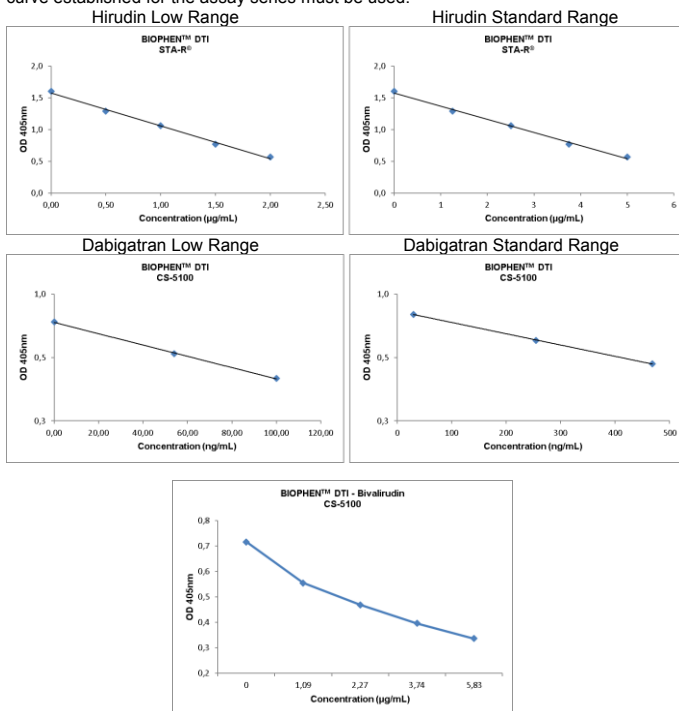 curve established for the assay series must be used.
Hirudin Low Range
Hirudin Standard Range
BIOPHEN™ DTI
STA-R®
2,0
1,5
1,0
0,5
0,0
OD 405nm
0,00 0,50 1,00 1,50 2,00 2,50
Concentration (µg/mL)
BIOPHEN™ DTI
STA-R®
2,0
1,5
1,0
0,5
0,0
OD 405nm
0 1 2 3 4 5 6
Concentration (µg/mL)
Dabigatran Low Range
Dabigatran Standard Range
BIOPHEN™ DTI
CS-5100
1,0
0,5
0,3
OD 405nm
0,00 20,00 40,00 60,00 80,00 100,00 120,00
Concentration (ng/mL)
BIOPHEN™ DTI
CS-5100
1,0
0,5
0,3
OD 405nm
0 100 200 300 400 500
Concentration (ng/mL)
BIOPHEN™ DTI - Bivalirudin
CS-5100
0,8
0,7
0,6
0,5
0,4
0,3
0,2
OD 405nm
0 1,09 2,27 3,74 5,83
Concentration (µg/mL)